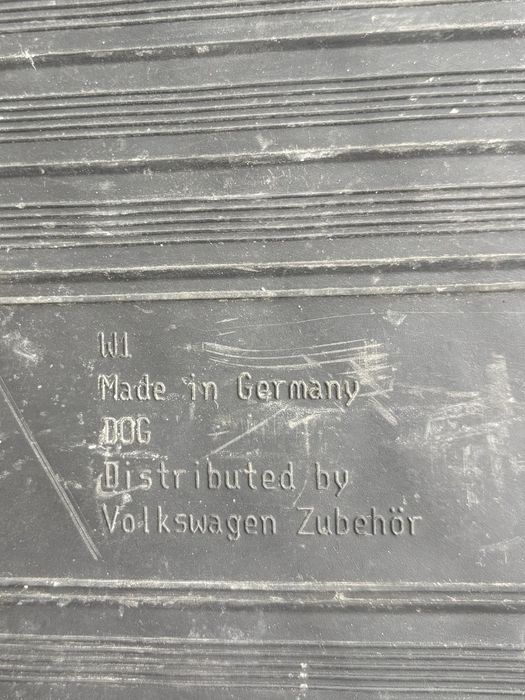 W1
Made in Germany
DOG
Distributed by
Volkswagen Zubehör